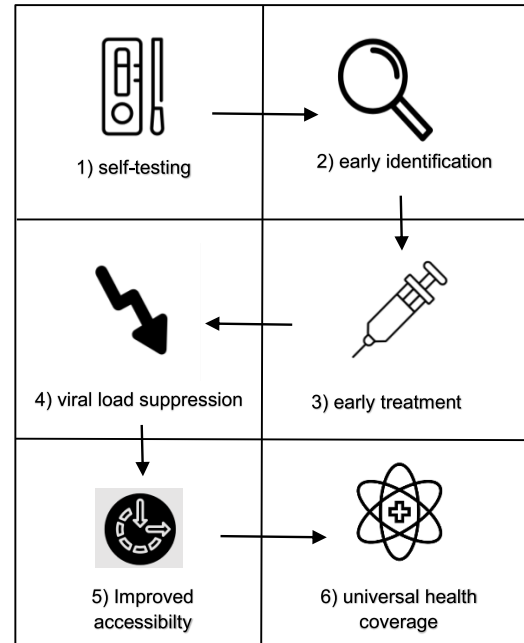 1) self-testing
2) early identification
3) early treatment
4) viral load suppression
5) Improved
accessibilty
6) universal health
coverage